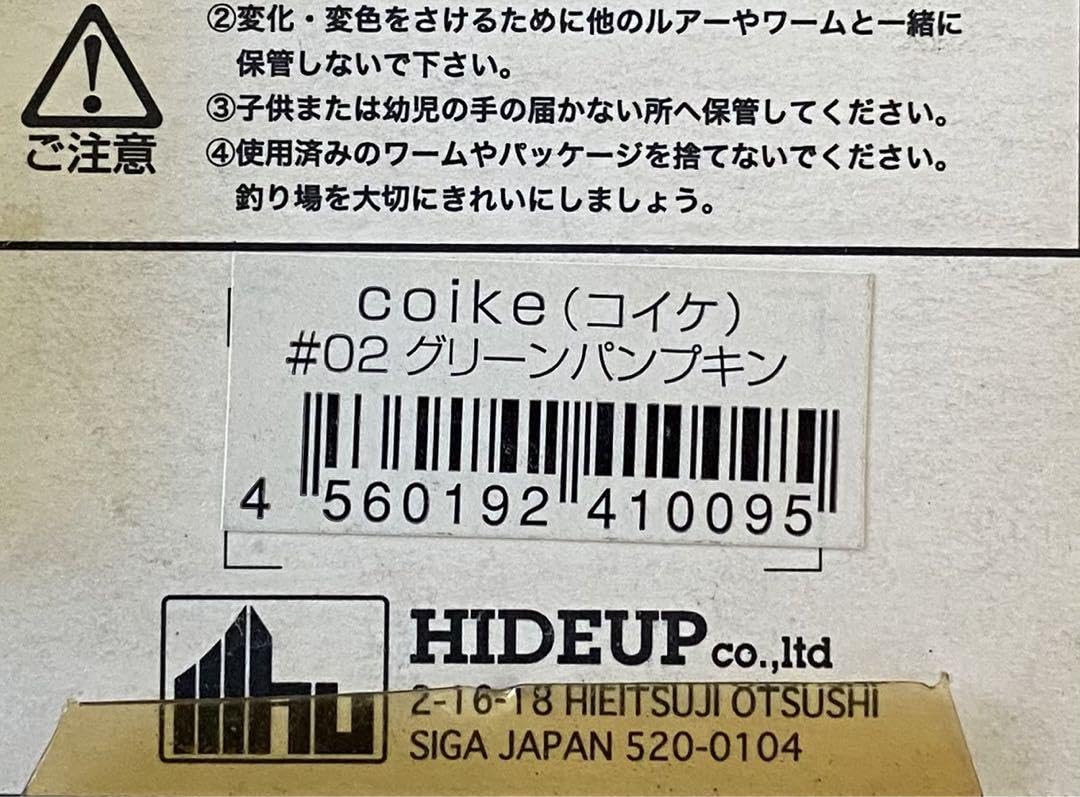 ②変化・変色をさけるために他のルアーやワームと一緒に
保管しないで下さい。
③子供または幼児の手の届かない所へ保管してください。
④使用済みのワームやパッケージを捨てないでください。
釣り場を大切にきれいにしましょう。
ご注意
coike(コイケ)
#02 グリーンパンプキン
4 560192 410095
HIDEUP co.,ltd
2-16-18 HIEITSUJI OTSUSHI
SIGA JAPAN 520-0104